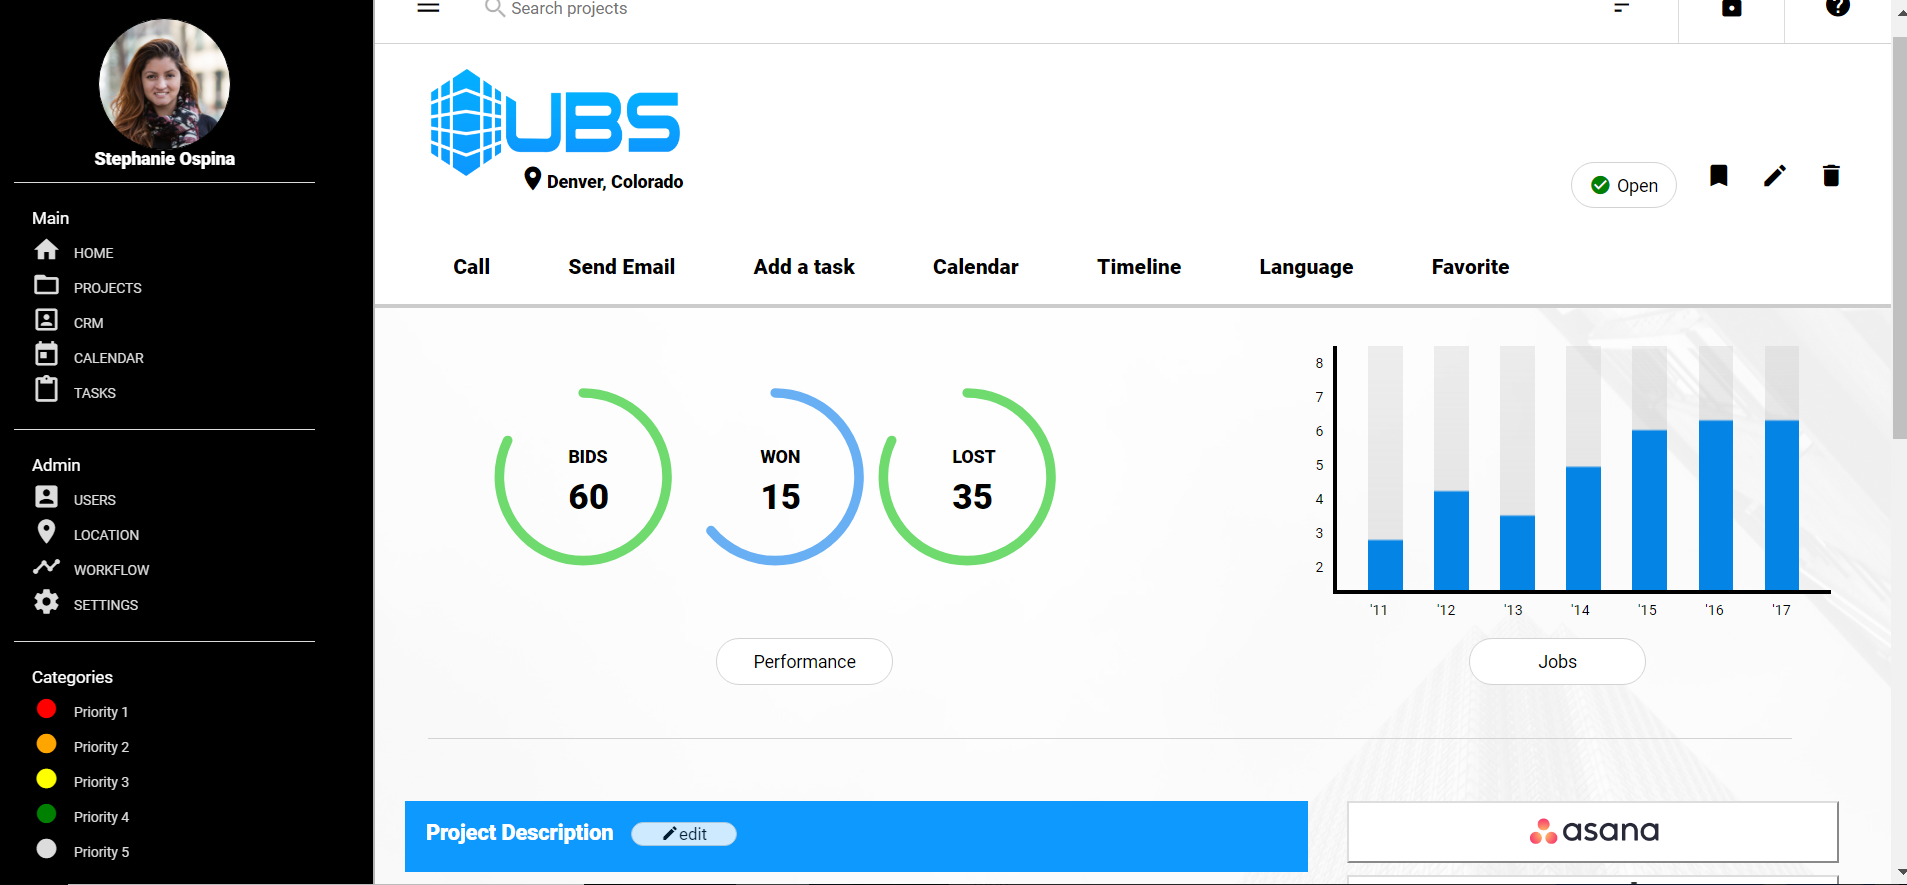 Search projects
Stephanie Ospina
Main
HOME
PROJECTS
CRM
CALENDAR
TASKS
Admin
USERS
LOCATION
WORKFLOW
SETTINGS
Categories
Priority 1
Priority 2
Priority 3
Priority 4
Priority 5
UBS
Denver, Colorado
Open
Call Send Email Add a task Calendar Timeline Language Favorite
BIDS
60
WON
15
LOST
35
Performance
8
7
6
5
4
3
2
'11 '12 '13 '14 '15 '16 '17
Jobs
Project Description edit
asana